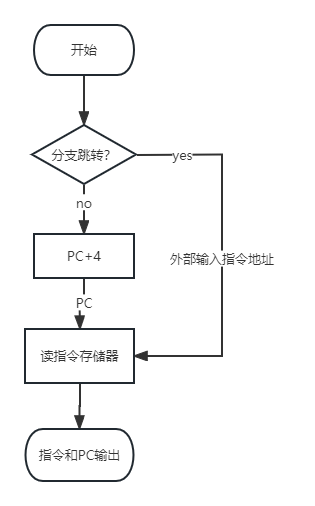 开始
分支跳转？
yes
no
PC+4
外部输入指令地址
PC
读指令存储器
指令和PC输出